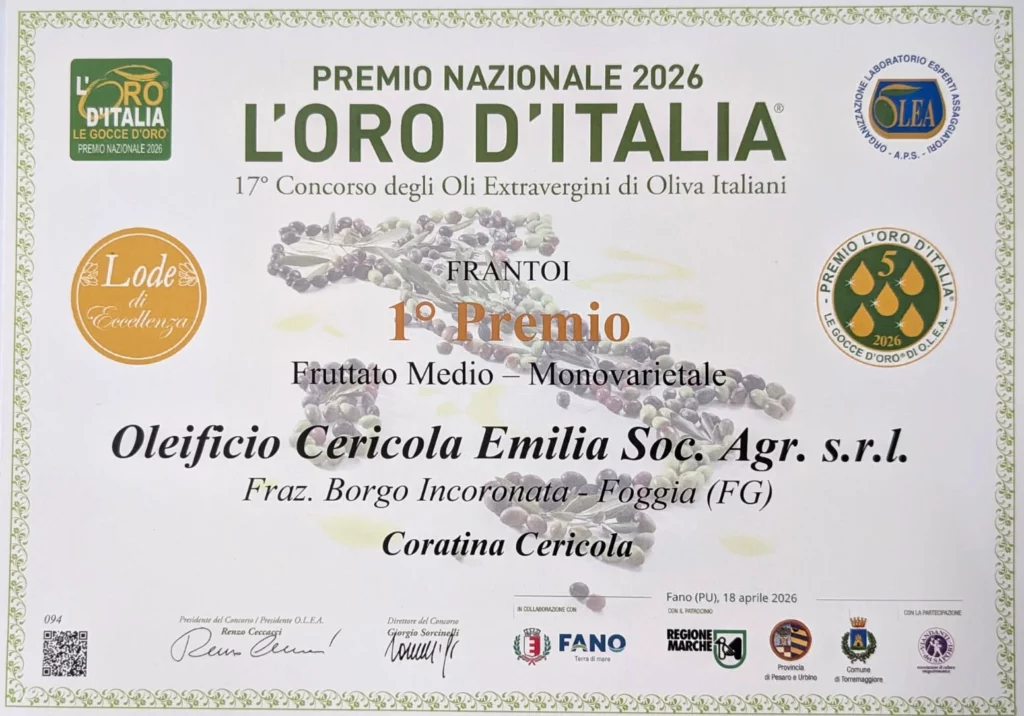 L'ORO
D'ITALIA
LE GOCCE D'ORO®
PREMIO NAZIONALE 2026
PREMIO NAZIONALE 2026
L'ORO D'ITALIA®
17° Concorso degli Oli Extravergini di Oliva Italiani
ORGANIZZAZIONE LABORATORIO ESPERTI ASSAGGIATORI - A.P.S. -
OLEA
Lode
di
Eccellenza
- PREMIO L'ORO D'ITALIA® -
5
2026
LE GOCCE D'ORO® DI O.L.E.A.
FRANTOI
1° Premio
Fruttato Medio – Monovarietale
Oleificio Cericola Emilia Soc. Agr. s.r.l.
Fraz. Borgo Incoronata - Foggia (FG)
Coratina Cericola
Fano (PU), 18 aprile 2026
094
Presidente del Concorso / Presidente O.L.E.A.
Renzo Ceccacci
Direttore del Concorso
Giorgio Sorcinelli
IN COLLABORAZIONE CON
FANO
Terra di mare
CON IL PATROCINIO
REGIONE
MARCHE
Provincia
di Pesaro e Urbino
Comune
di Torremaggiore
CON LA PARTECIPAZIONE